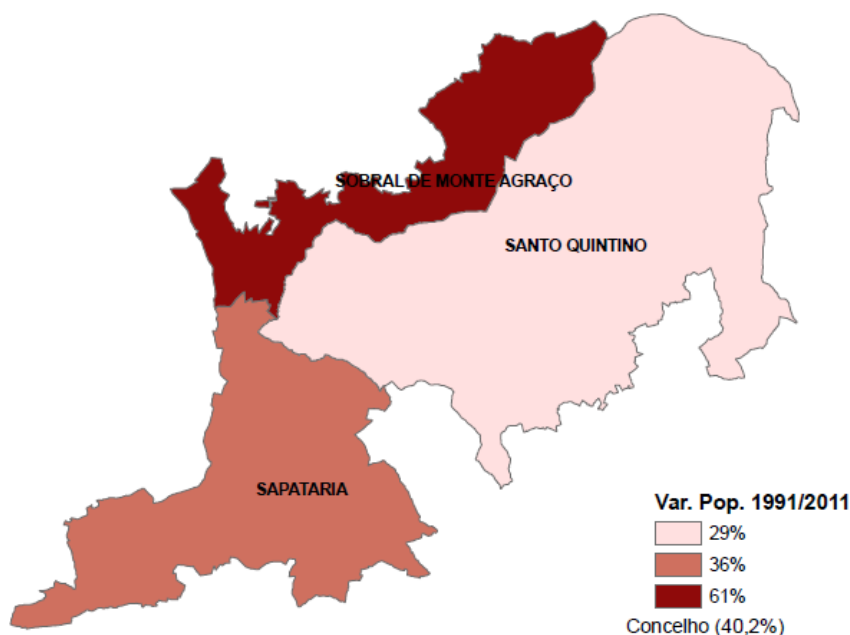 SOBRAL DE MONTE AGRAÇO
SANTO QUINTINO
SAPATARIA
Var. Pop. 1991/2011
29%
36%
61%
Concelho (40,2%)